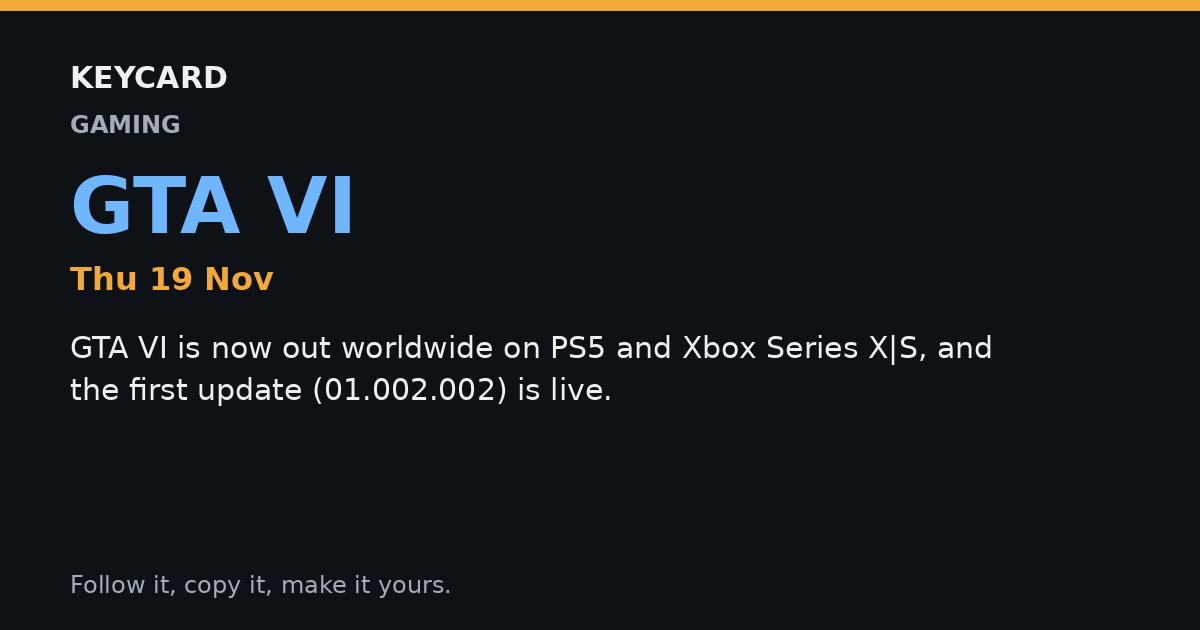 KEYCARD
GAMING
GTA VI
Thu 19 Nov
GTA VI is now out worldwide on PS5 and Xbox Series X|S, and
the first update (01.002.002) is live.
Follow it, copy it, make it yours.